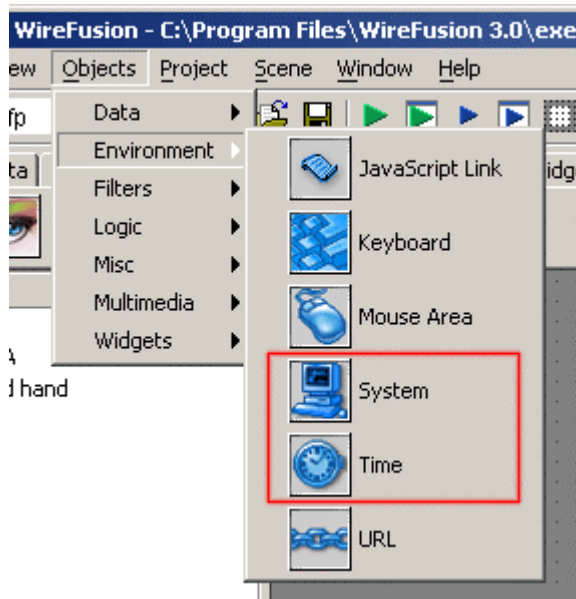 WireFusion - C:\Program Files\WireFusion 3.0\exe
ew Objects Project Scene Window Help
fp
Data
Environment
Filters
Logic
Misc
Multimedia
Widgets
ta
JavaScript Link
Keyboard
Mouse Area
System
Time
URL
idg
A
d hand